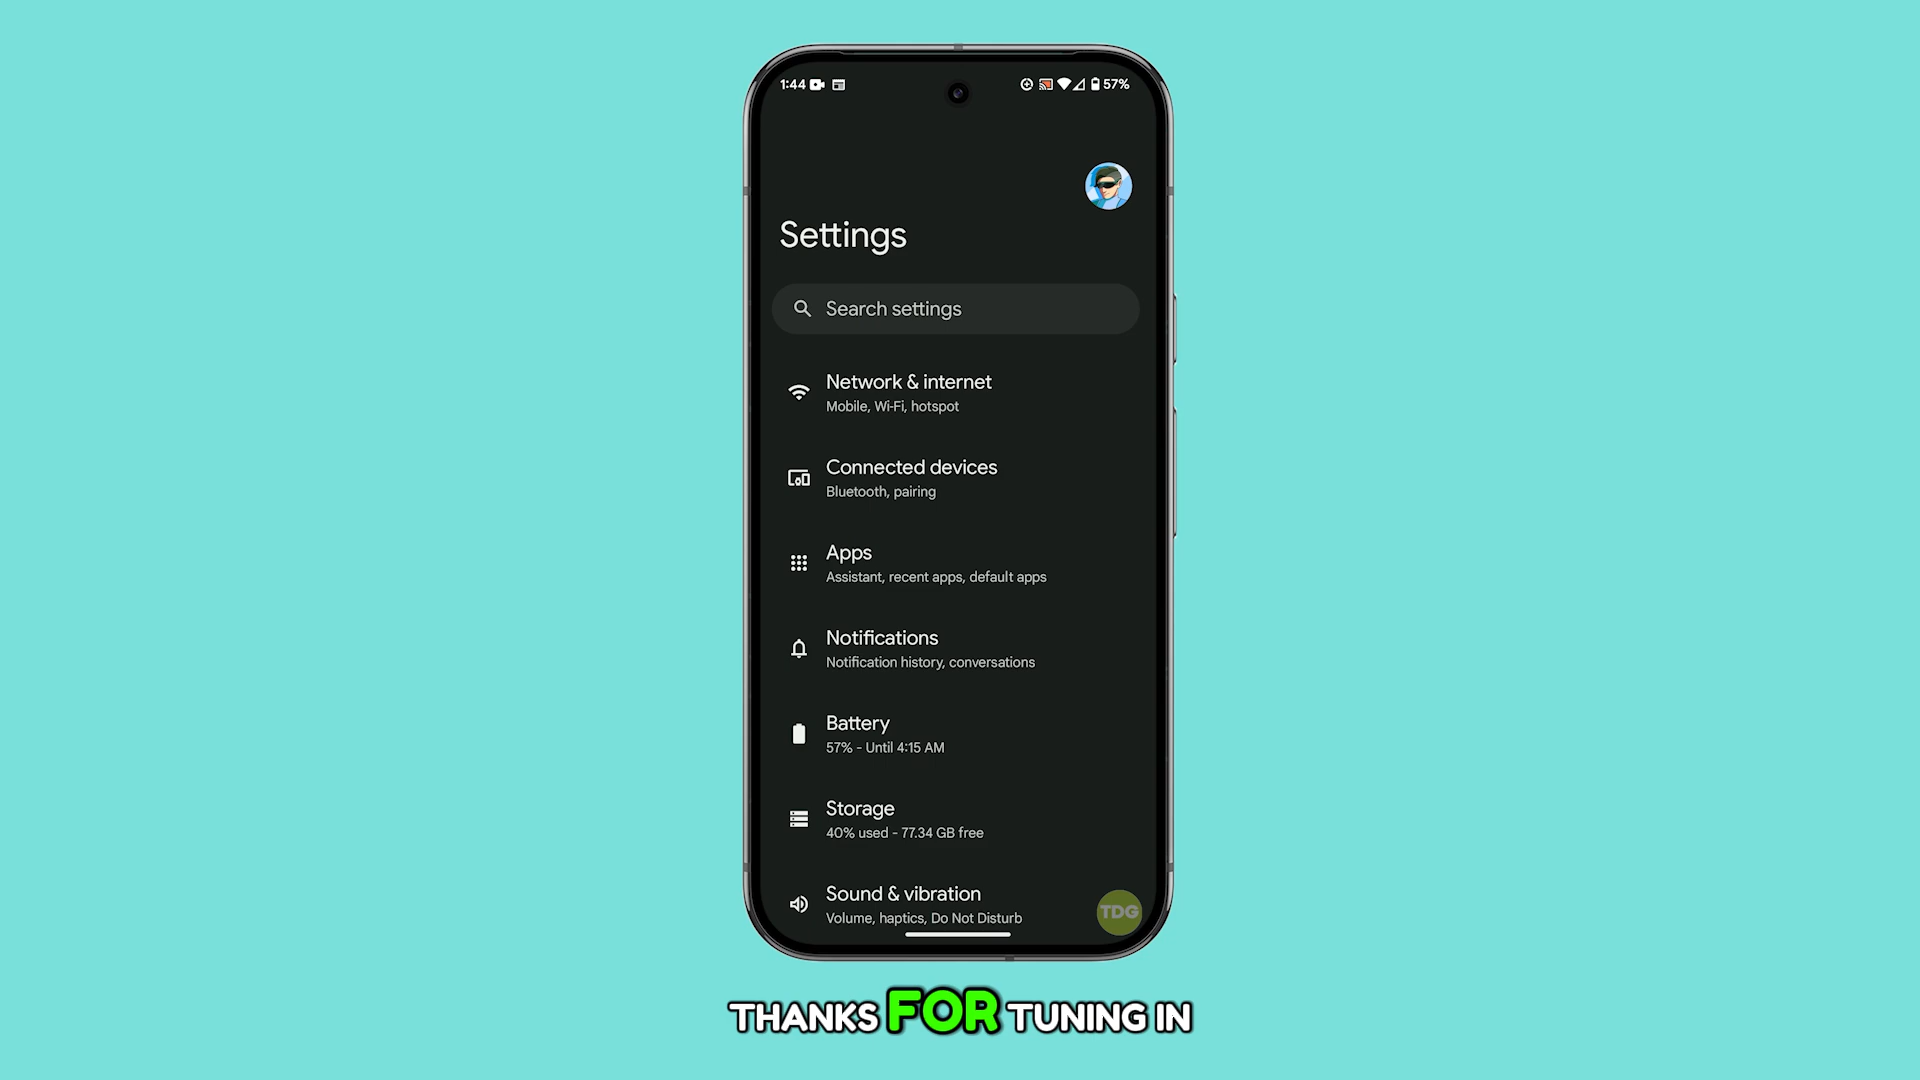 1:44
57%
Settings
Search settings
Network & internet
Mobile, Wi-Fi, hotspot
Connected devices
Bluetooth, pairing
Apps
Assistant, recent apps, default apps
Notifications
Notification history, conversations
Battery
57% - Until 4:15 AM
Storage
40% used - 77.34 GB free
Sound & vibration
Volume, haptics, Do Not Disturb
TDG
THANKS FOR TUNING IN